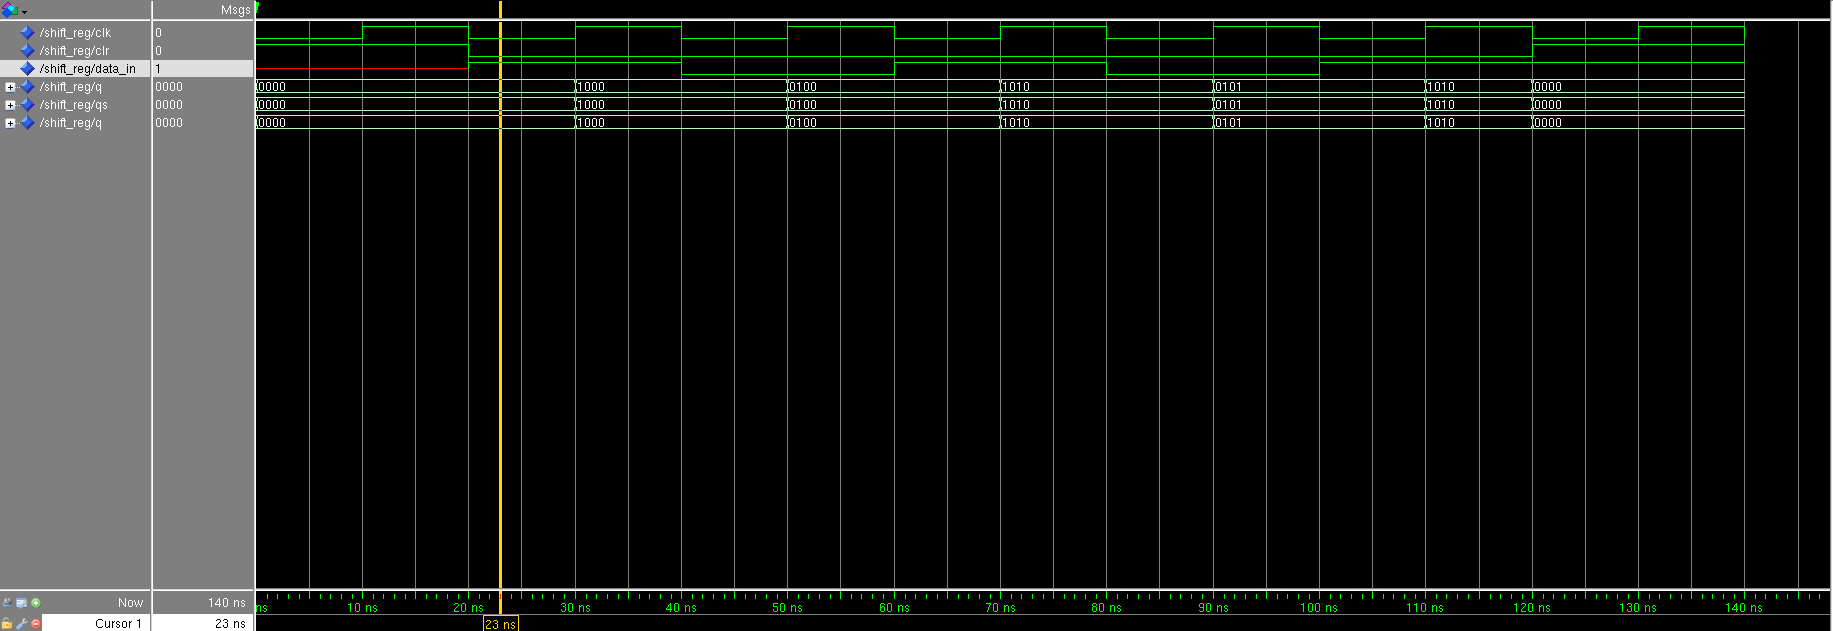 Msgs
/shift_reg/clk 0
/shift_reg/clr 0
/shift_reg/data_in 1
/shift_reg/q 0000 0000 1000 0100 1010 0101 1010 0000
/shift_reg/qs 0000 0000 1000 0100 1010 0101 1010 0000
/shift_reg/q 0000 0000 1000 0100 1010 0101 1010 0000
Now 140 ns ns 10 ns 20 ns 30 ns 40 ns 50 ns 60 ns 70 ns 80 ns 90 ns 100 ns 110 ns 120 ns 130 ns 140 ns
Cursor 1 23 ns 23 ns